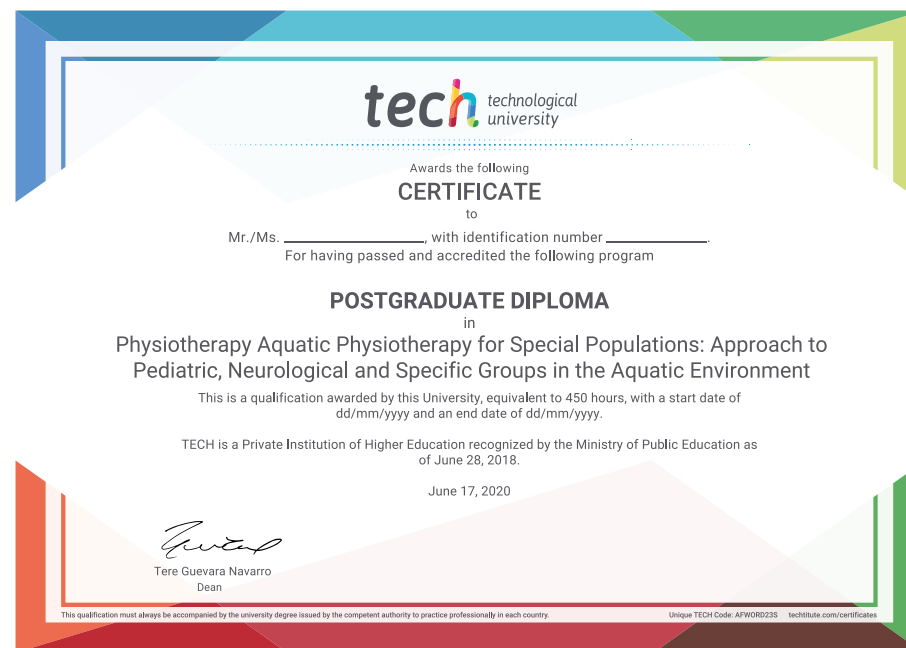 tech technological
university
Awards the following
CERTIFICATE
to
Mr./Ms. ____________________, with identification number ______________.
For having passed and accredited the following program
POSTGRADUATE DIPLOMA
in
Physiotherapy Aquatic Physiotherapy for Special Populations: Approach to
Pediatric, Neurological and Specific Groups in the Aquatic Environment
This is a qualification awarded by this University, equivalent to 450 hours, with a start date of
dd/mm/yyyy and an end date of dd/mm/yyyy.
TECH is a Private Institution of Higher Education recognized by the Ministry of Public Education as
of June 28, 2018.
June 17, 2020
Tere Guevara Navarro
Dean
This qualification must always be accompanied by the university degree issued by the competent authority to practice professionally in each country.
Unique TECH Code: AFWORD23S techtitute.com/certificates